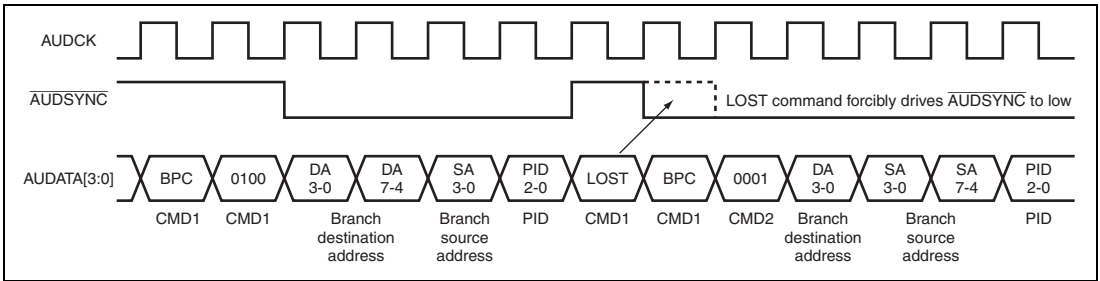 AUDCK
AUDSYNC
LOST command forcibly drives AUDSYNC to low
AUDATA[3:0]
BPC
0100
DA
3-0
DA
7-4
SA
3-0
PID
2-0
LOST
BPC
0001
DA
3-0
SA
3-0
SA
7-4
PID
2-0
CMD1
CMD1
Branch
destination
address
Branch
source
address
PID
CMD1
CMD1
CMD2
Branch
destination
address
Branch
source
address
PID